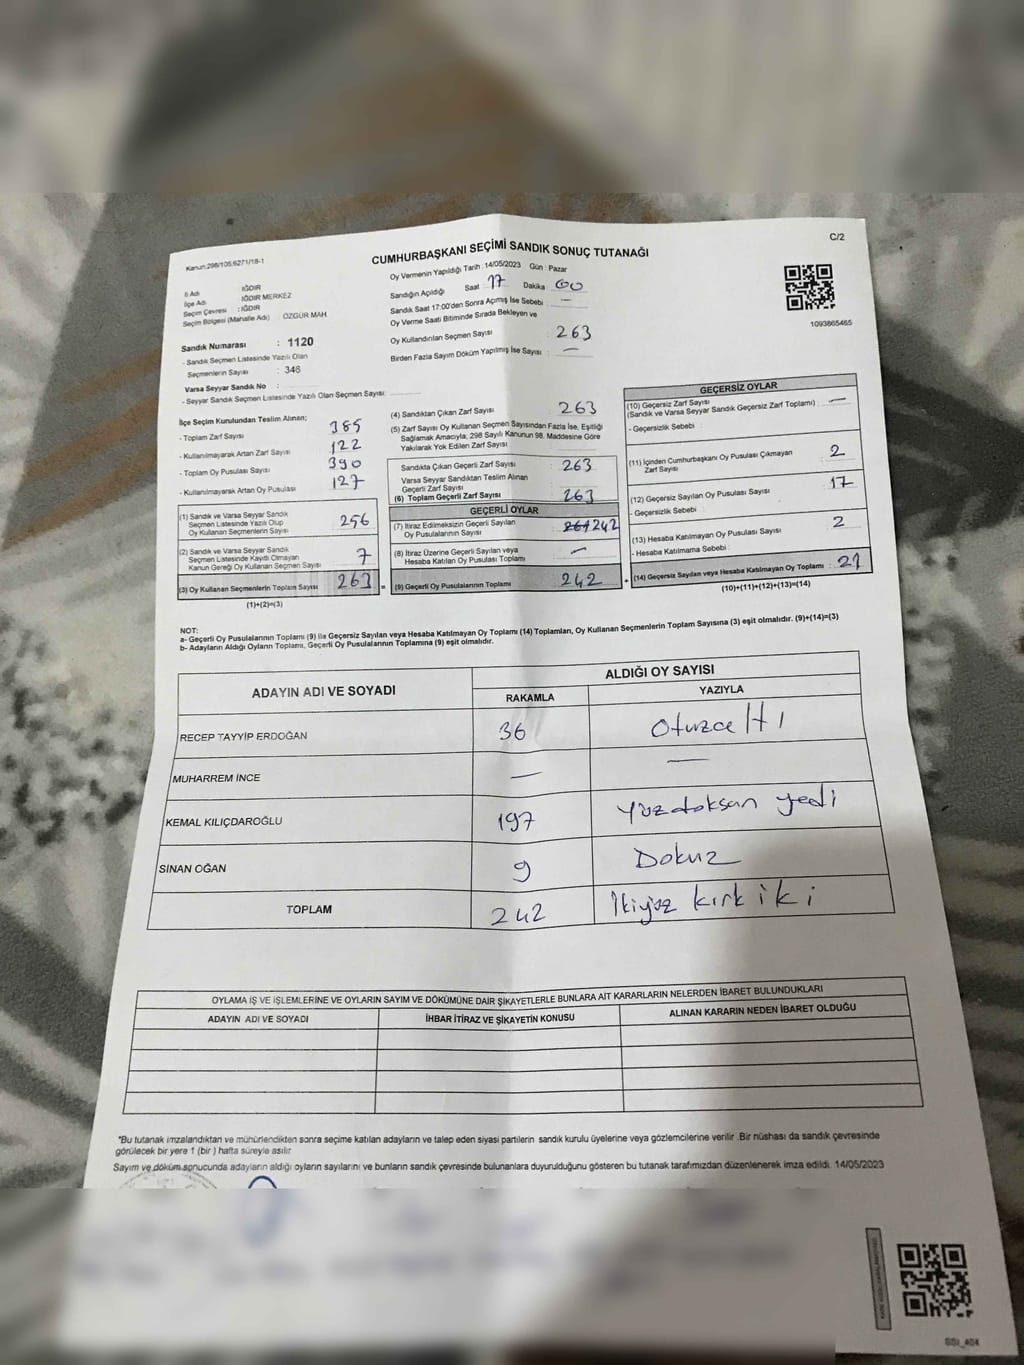 C/2
Kanun:298/105,6271/18-1
CUMHURBAŞKANI SEÇİMİ SANDIK SONUÇ TUTANAĞI
İl Adı : IĞDIR
İlçe Adı : IĞDIR MERKEZ
Seçim Çevresi : IĞDIR
Seçim Bölgesi (Mahalle Adı) ÖZGÜR MAH
Sandık Numarası : 1120
- Sandık Seçmen Listesinde Yazılı Olan
Seçmenlerin Sayısı : 346
Varsa Seyyar Sandık No :
- Seyyar Sandık Seçmen Listesinde Yazılı Olan Seçmen Sayısı:
Oy Vermenin Yapıldığı Tarih :14/05/2023 Gün : Pazar
Sandığın Açıldığı Saat 17 Dakika 00
Sandık Saat 17:00'den Sonra Açımış İse Sebebi : —
Oy Verme Saati Bitiminde Sırada Bekleyen ve
Oy Kullandırılan Seçmen Sayısı : 263
Birden Fazla Sayım Döküm Yapılmış İse Sayısı : —
1093865465
İlçe Seçim Kurulundan Teslim Alınan;
- Toplam Zarf Sayısı : 385
- Kullanılmayarak Artan Zarf Sayısı : 122
- Toplam Oy Pusulası Sayısı : 390
- Kullanılmayarak Artan Oy Pusulası : 127
(1) Sandık ve Varsa Seyyar Sandık
Seçmen Listesinde Yazılı Olup
Oy Kullanan Seçmenlerin Sayısı : 256
(2) Sandık ve Varsa Seyyar Sandık
Seçmen Listesinde Kayıtlı Olmayan
Kanun Gereği Oy Kullanan Seçmen Sayısı : 7
(3) Oy Kullanan Seçmenlerin Toplam Sayısı : 263
(1)+(2)=(3)
(4) Sandıktan Çıkan Zarf Sayısı : 263
(5) Zarf Sayısı Oy Kullanan Seçmen Sayısından Fazla İse, Eşitliği
Sağlamak Amacıyla; 298 Sayılı Kanunun 98. Maddesine Göre
Yakılarak Yok Edilen Zarf Sayısı :
Sandıkta Çıkan Geçerli Zarf Sayısı : 263
Varsa Seyyar Sandıktan Teslim Alınan
Geçerli Zarf Sayısı :
(6) Toplam Geçerli Zarf Sayısı : 263
GEÇERLİ OYLAR
(7) İtiraz Edilmeksizin Geçerli Sayılan
Oy Pusulalarının Sayısı : 242
(8) İtiraz Üzerine Geçerli Sayılan veya
Hesaba Katılan Oy Pusulası Toplamı : —
(9) Geçerli Oy Pusulalarının Toplamı : 242
GEÇERSİZ OYLAR
(10) Geçersiz Zarf Sayısı
(Sandık ve Varsa Seyyar Sandık Geçersiz Zarf Toplamı) : —
- Geçersizlik Sebebi :
(11) İçinden Cumhurbaşkanı Oy Pusulası Çıkmayan
Zarf Sayısı : 2
(12) Geçersiz Sayılan Oy Pusulası Sayısı : 17
- Geçersizlik Sebebi :
(13) Hesaba Katılmayan Oy Pusulası Sayısı : 2
- Hesaba Katılmama Sebebi :
(14) Geçersiz Sayılan veya Hesaba Katılmayan Oy Toplamı : 21
(10)+(11)+(12)+(13)=(14)
NOT:
a- Geçerli Oy Pusulalarının Toplamı (9) ila Geçersiz Sayılan veya Hesaba Katılmayan Oy Toplamı (14) Toplamları, Oy Kullanan Seçmenlerin Toplam Sayısına (3) eşit olmalıdır. (9)+(14)=(3)
b- Adayların Aldığı Oyların Toplamı, Geçerli Oy Pusulalarının Toplamına (9) eşit olmalıdır.
ADAYIN ADI VE SOYADI ALDIĞI OY SAYISI
RAKAMLA YAZIYLA
RECEP TAYYİP ERDOĞAN 36 Otuzaltı
MUHARREM İNCE — —
KEMAL KILIÇDAROĞLU 197 Yüzdoksan yedi
SİNAN OĞAN 9 Dokuz
TOPLAM 242 İkiyüz kırk iki
OYLAMA İŞ VE İŞLEMLERİNE VE OYLARIN SAYIM VE DÖKÜMÜNE DAİR ŞİKAYETLERLE BUNLARA AİT KARARLARIN NELERDEN İBARET BULUNDUKLARI
ADAYIN ADI VE SOYADI İHBAR İTİRAZ VE ŞİKAYETİN KONUSU ALINAN KARARIN NEDEN İBARET OLDUĞU
*Bu tutanak imzalandıktan ve mühürlendikten sonra seçime katılan adayların ve talep eden siyasi partilerin sandık kurulu üyelerine veya gözlemcilerine verilir. Bir nüshası da sandık çevresinde
görülecek bir yere 1 (bir ) hafta süreyle asılır
Sayım ve döküm sonucunda adayların aldığı oyların sayılarını ve bunların sandık çevresinde bulunanlara duyurulduğunu gösteren bu tutanak tarafımızdan düzenlenerek imza edildi. 14/05/2023